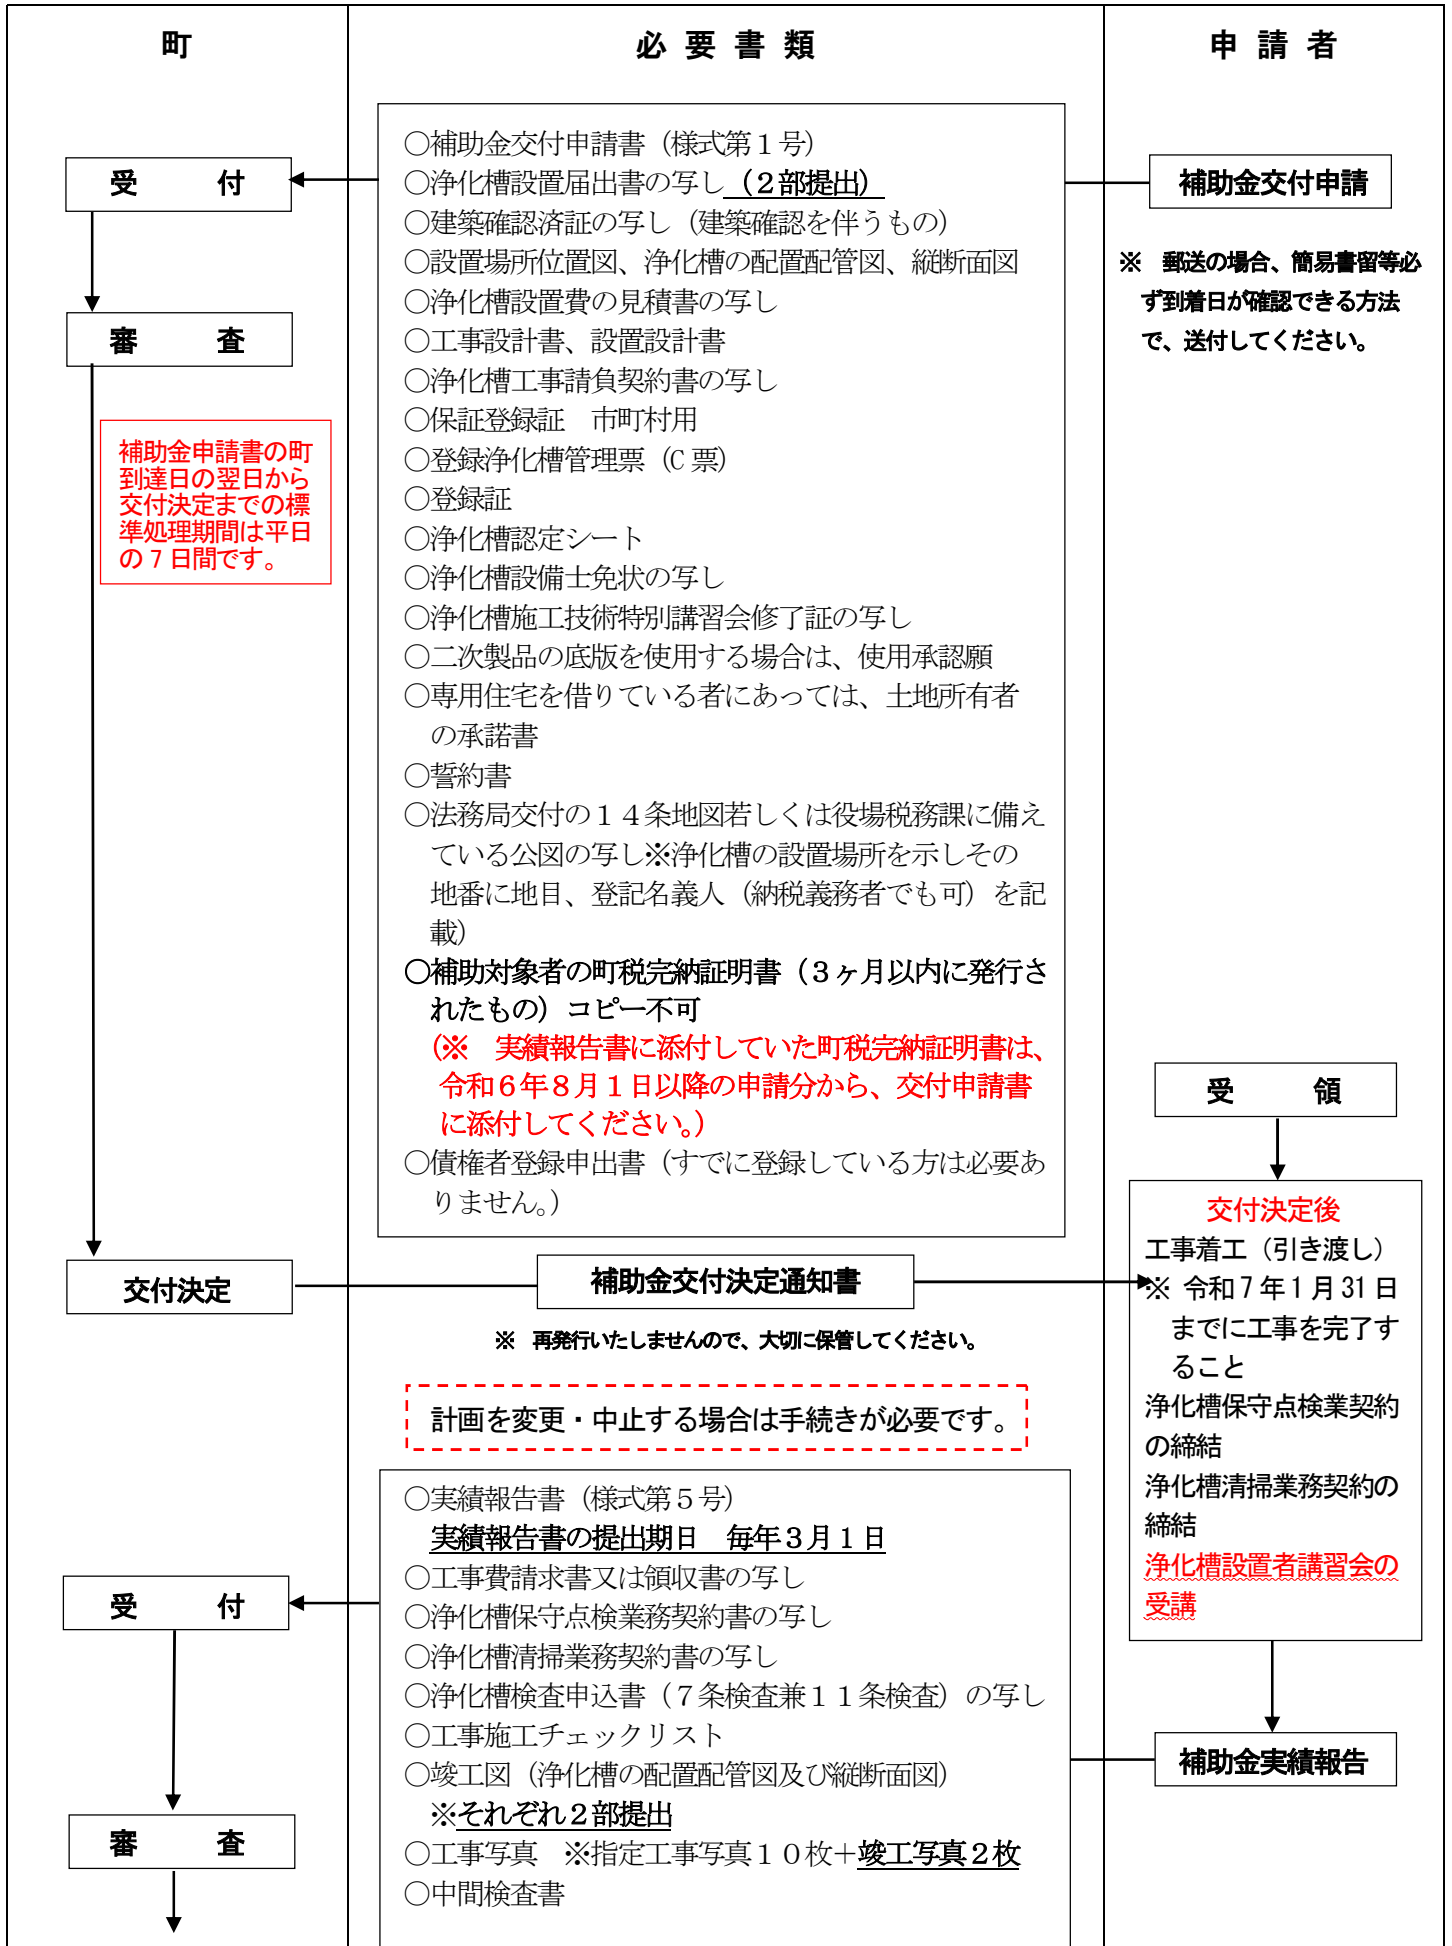 町
必要書類
申請者
○補助金交付申請書（様式第１号）
○浄化槽設置届出書の写し（２部提出）
○建築確認済証の写し（建築確認を伴うもの）
○設置場所位置図、浄化槽の配置配管図、縦断面図
○浄化槽設置費の見積書の写し
○工事設計書、設置設計書
○浄化槽工事請負契約書の写し
○保証登録証　市町村用
○登録浄化槽管理票（C票）
○登録証
○浄化槽認定シート
○浄化槽設備士免状の写し
○浄化槽施工技術特別講習会修了証の写し
○二次製品の底版を使用する場合は、使用承認願
○専用住宅を借りている者にあっては、土地所有者
の承諾書
○誓約書
○法務局交付の１４条地図若しくは役場税務課に備え
ている公図の写し※浄化槽の設置場所を示しその
地番に地目、登記名義人（納税義務者でも可）を記
載）
○補助対象者の町税完納証明書（３ヶ月以内に発行さ
れたもの）コピー不可
（※　実績報告書に添付していた町税完納証明書は、
令和６年８月１日以降の申請分から、交付申請書
に添付してください。）
○債権者登録申出書（すでに登録している方は必要あ
りません。）
受　付
審　査
補助金申請書の町
到達日の翌日から
交付決定までの標
準処理期間は平日
の７日間です。
補助金交付申請
※　郵送の場合、簡易書留等必
ず到着日が確認できる方法
で、送付してください。
受　領
交付決定
補助金交付決定通知書
※　再発行いたしませんので、大切に保管してください。
計画を変更・中止する場合は手続きが必要です。
交付決定後
工事着工（引き渡し）
※ 令和７年１月31日
までに工事を完了す
ること
浄化槽保守点検業契約
の締結
浄化槽清掃業務契約の
締結
浄化槽設置者講習会の
受講
○実績報告書（様式第５号）
実績報告書の提出期日　毎年３月１日
○工事費請求書又は領収書の写し
○浄化槽保守点検業務契約書の写し
○浄化槽清掃業務契約書の写し
○浄化槽検査申込書（７条検査兼１１条検査）の写し
○工事施工チェックリスト
○竣工図（浄化槽の配置配管図及び縦断面図）
※それぞれ２部提出
○工事写真　※指定工事写真１０枚＋竣工写真２枚
○中間検査書
受　付
審　査
補助金実績報告